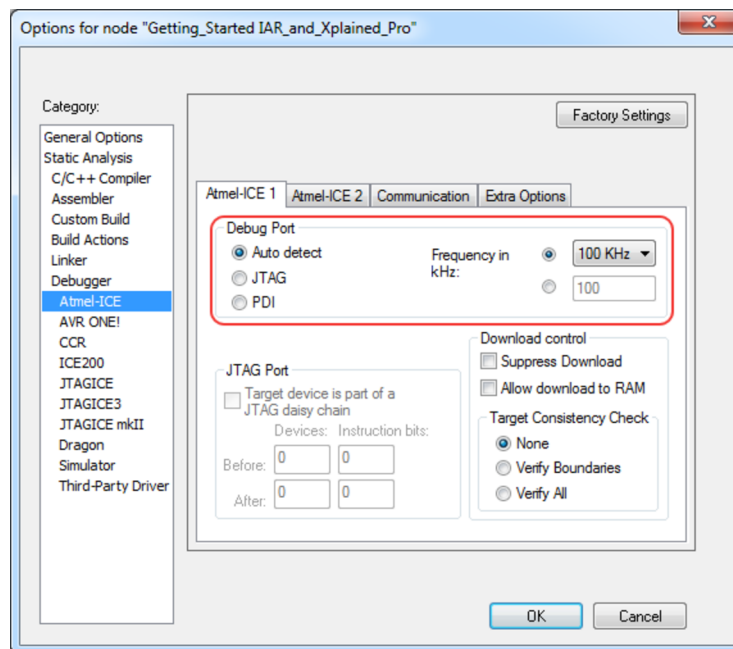 Options for node "Getting_Started IAR_and_Xplained_Pro"
Category:
Factory Settings
General Options
Static Analysis
C/C++ Compiler
Assembler
Custom Build
Build Actions
Linker
Debugger
Atmel-ICE
AVR ONE!
CCR
ICE200
JTAGICE
JTAGICE3
JTAGICE mkII
Dragon
Simulator
Third-Party Driver
Atmel-ICE 1 Atmel-ICE 2 Communication Extra Options
Debug Port
Auto detect
JTAG
PDI
Frequency in
kHz:
100 KHz
100
JTAG Port
Target device is part of a
JTAG daisy chain
Devices: Instruction bits:
Before: 0 0
After: 0 0
Download control
Suppress Download
Allow download to RAM
Target Consistency Check
None
Verify Boundaries
Verify All
OK Cancel